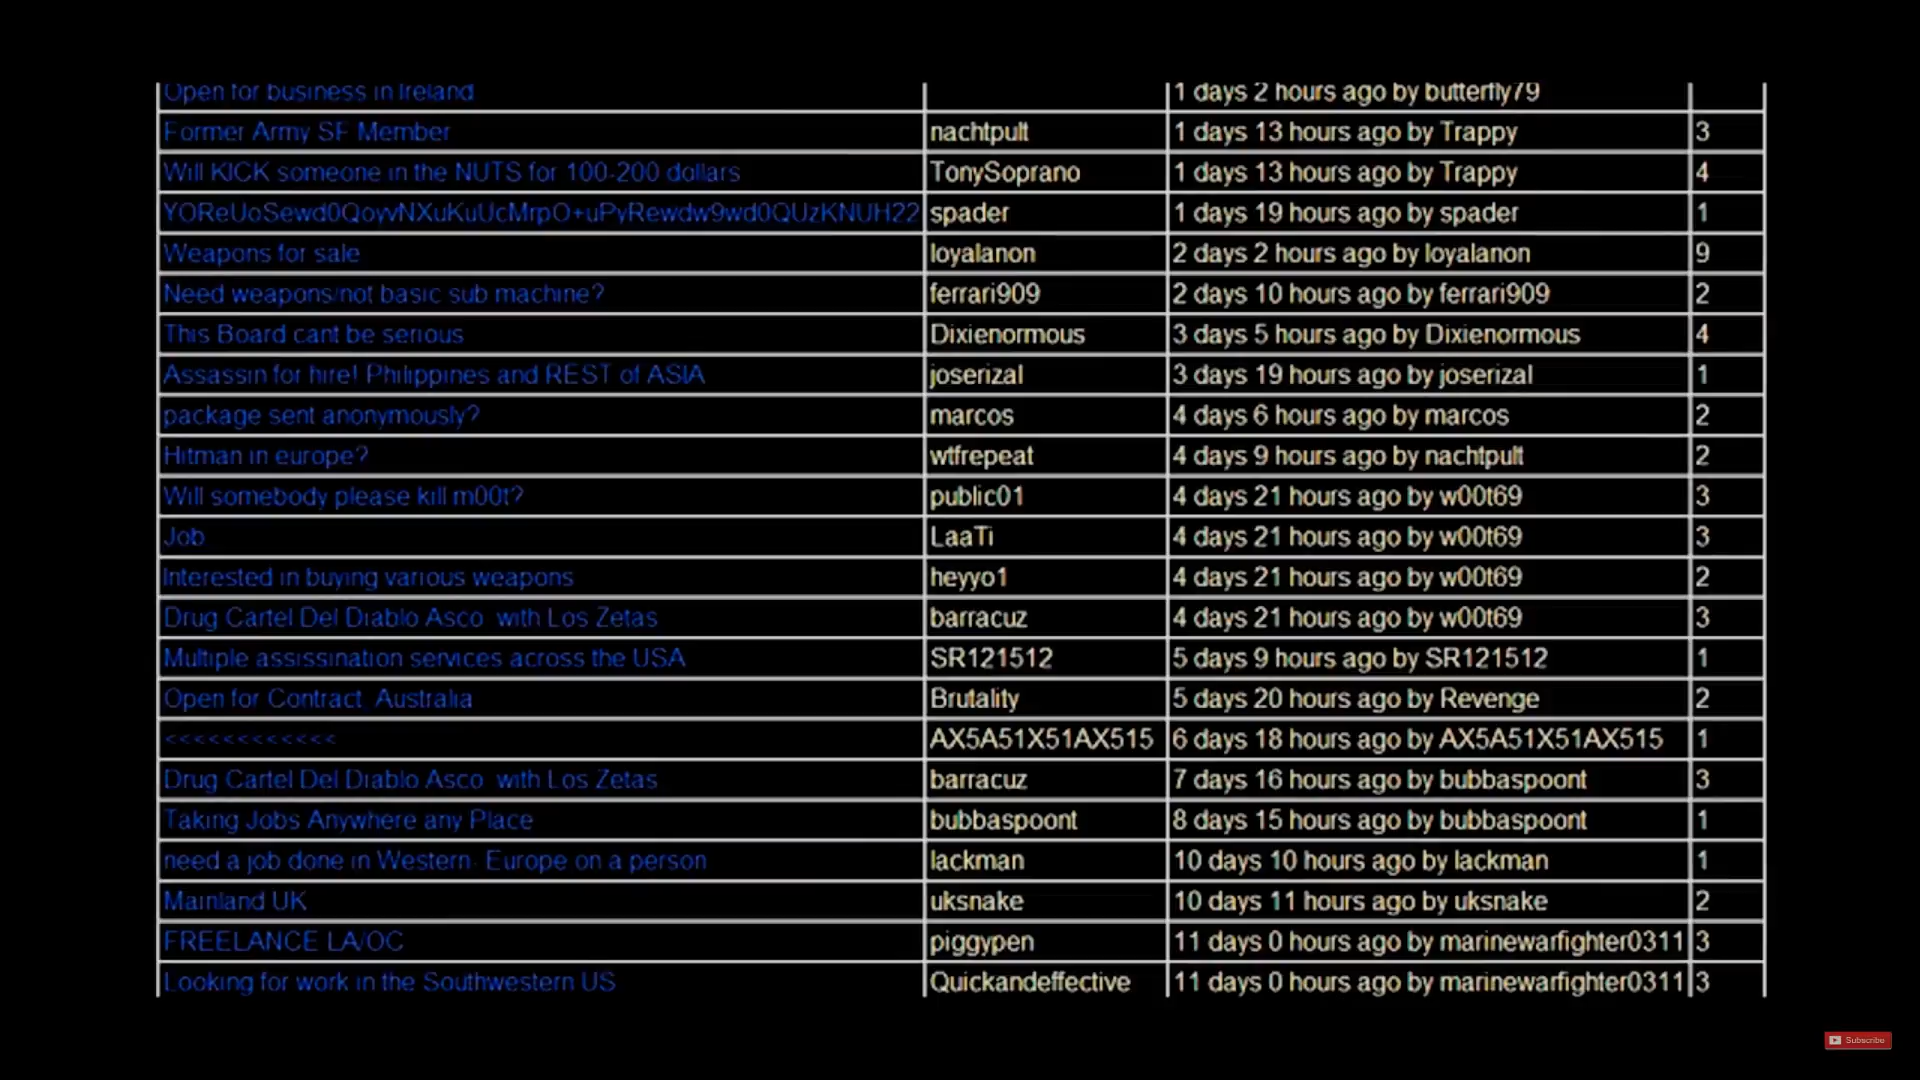 Open for business in Ireland 1 days 2 hours ago by butterfly79
Former Army SF Member nachtpult 1 days 13 hours ago by Trappy 3
Will KICK someone in the NUTS for 100-200 dollars TonySoprano 1 days 13 hours ago by Trappy 4
YOReUoSewd0QoyvNXuKuUcMrpO+uPyRewdw9wd0QUzKNUH22 spader 1 days 19 hours ago by spader 1
Weapons for sale loyalanon 2 days 2 hours ago by loyalanon 9
Need weapons/not basic sub machine? ferrari909 2 days 10 hours ago by ferrari909 2
This Board cant be serious Dixienormous 3 days 5 hours ago by Dixienormous 4
Assassin for hire! Philippines and REST of ASIA joserizal 3 days 19 hours ago by joserizal 1
package sent anonymously? marcos 4 days 6 hours ago by marcos 2
Hitman in europe? wtfrepeat 4 days 9 hours ago by nachtpult 2
Will somebody please kill m00t? public01 4 days 21 hours ago by w00t69 3
Job LaaTi 4 days 21 hours ago by w00t69 3
Interested in buying various weapons heyyo1 4 days 21 hours ago by w00t69 2
Drug Cartel Del Diablo Asco with Los Zetas barracuz 4 days 21 hours ago by w00t69 3
Multiple assissination services across the USA SR121512 5 days 9 hours ago by SR121512 1
Open for Contract Australia Brutality 5 days 20 hours ago by Revenge 2
<<<<<<<<<<<< AX5A51X51AX515 6 days 18 hours ago by AX5A51X51AX515 1
Drug Cartel Del Diablo Asco with Los Zetas barracuz 7 days 16 hours ago by bubbaspoont 3
Taking Jobs Anywhere any Place bubbaspoont 8 days 15 hours ago by bubbaspoont 1
need a job done in Western- Europe on a person lackman 10 days 10 hours ago by lackman 1
Mainland UK uksnake 10 days 11 hours ago by uksnake 2
FREELANCE LA/OC piggypen 11 days 0 hours ago by marinewarfighter0311 3
Looking for work in the Southwestern US Quickandeffective 11 days 0 hours ago by marinewarfighter0311 3
Subscribe